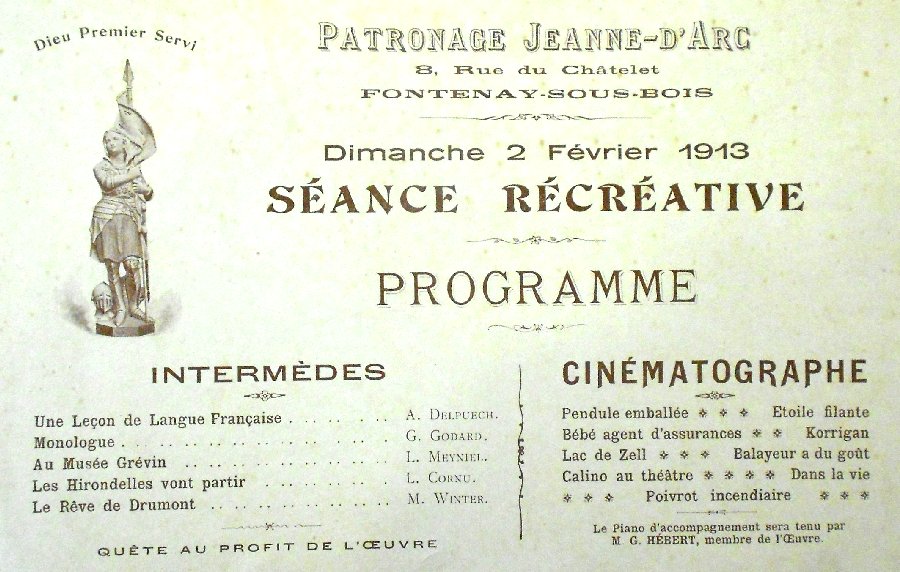 Dieu Premier Servi
PATRONAGE JEANNE-D'ARC
8, Rue du Châtelet
FONTENAY-SOUS-BOIS
Dimanche 2 Février 1913
SÉANCE RÉCRÉATIVE
PROGRAMME
INTERMÈDES
Une Leçon de Langue Française . . . . . . . A. DELPUECH.
Monologue . . . . . . . . . . . . . . . . . G. GODARD.
Au Musée Grévin . . . . . . . . . . . . . . L. MEYNIEL.
Les Hirondelles vont partir . . . . . . . . L. CORNU.
Le Rêve de Drumont . . . . . . . . . . . . M. WINTER.
QUÊTE AU PROFIT DE L'ŒUVRE
CINÉMATOGRAPHE
Pendule emballée * * * Etoile filante
Bébé agent d'assurances * * Korrigan
Lac de Zell * * * Balayeur a du goût
Calino au théâtre * * * * Dans la vie
* * * Poivrot incendiaire * * *
Le Piano d'accompagnement sera tenu par
M. G. HÉBERT, membre de l'Œuvre.